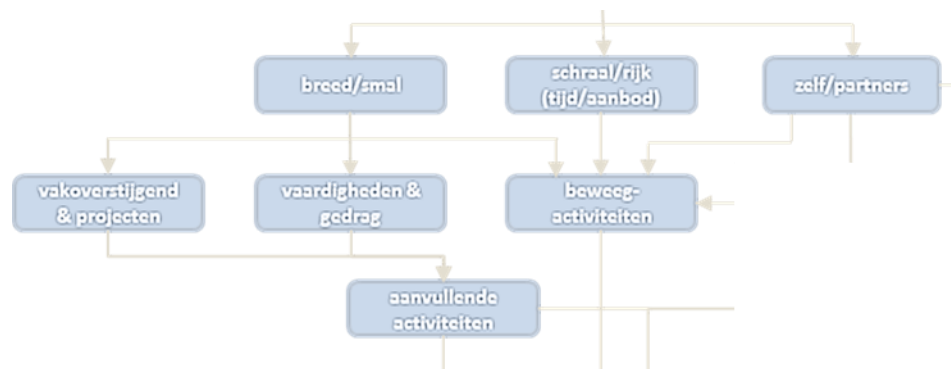 breed/smal
schraal/rijk
(tijd/aanbod)
zelf/partners
vakoverstijgend
& projecten
vaardigheden &
gedrag
beweeg-
activiteiten
aanvullende
activiteiten